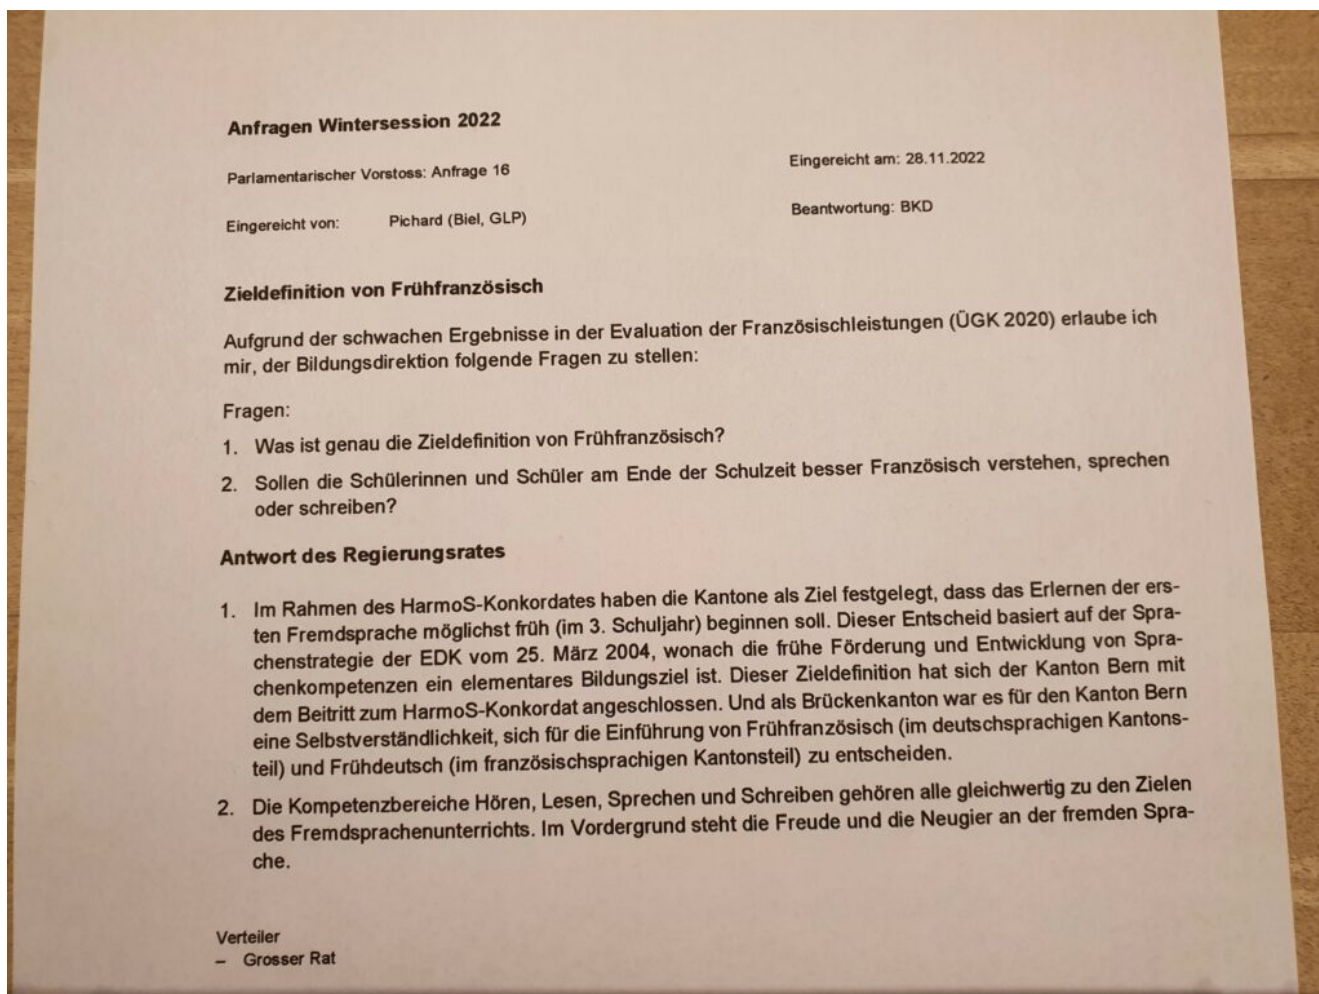 Anfragen Wintersession 2022
Parlamentarischer Vorstoss: Anfrage 16
Eingereicht am: 28.11.2022
Eingereicht von: Pichard (Biel, GLP)
Beantwortung: BKD
Zieldefinition von Frühfranzösisch
Aufgrund der schwachen Ergebnisse in der Evaluation der Französischleistungen (ÜGK 2020) erlaube ich
mir, der Bildungsdirektion folgende Fragen zu stellen:
Fragen:
1. Was ist genau die Zieldefinition von Frühfranzösisch?
2. Sollen die Schülerinnen und Schüler am Ende der Schulzeit besser Französisch verstehen, sprechen
oder schreiben?
Antwort des Regierungsrates
1. Im Rahmen des HarmoS-Konkordates haben die Kantone als Ziel festgelegt, dass das Erlernen der ers-
ten Fremdsprache möglichst früh (im 3. Schuljahr) beginnen soll. Dieser Entscheid basiert auf der Spra-
chenstrategie der EDK vom 25. März 2004, wonach die frühe Förderung und Entwicklung von Spra-
chenkompetenzen ein elementares Bildungsziel ist. Dieser Zieldefinition hat sich der Kanton Bern mit
dem Beitritt zum HarmoS-Konkordat angeschlossen. Und als Brückenkanton war es für den Kanton Bern
eine Selbstverständlichkeit, sich für die Einführung von Frühfranzösisch (im deutschsprachigen Kantons-
teil) und Frühdeutsch (im französischsprachigen Kantonsteil) zu entscheiden.
2. Die Kompetenzbereiche Hören, Lesen, Sprechen und Schreiben gehören alle gleichwertig zu den Zielen
des Fremdsprachenunterrichts. Im Vordergrund steht die Freude und die Neugier an der fremden Spra-
che.
Verteiler
– Grosser Rat